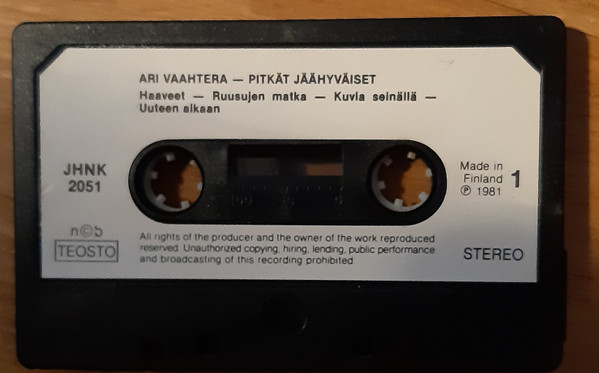 ARI VAAHTERA — PITKÄT JÄÄHYVÄISET
Haaveet — Ruusujen matka — Kuvia seinällä —
Uuteen aikaan
JHNK
2051
Made in
Finland
℗ 1981
1
n©b
TEOSTO
All rights of the producer and the owner of the work reproduced
reserved. Unauthorized copying, hiring, lending, public performance
and broadcasting of this recording prohibited
STEREO